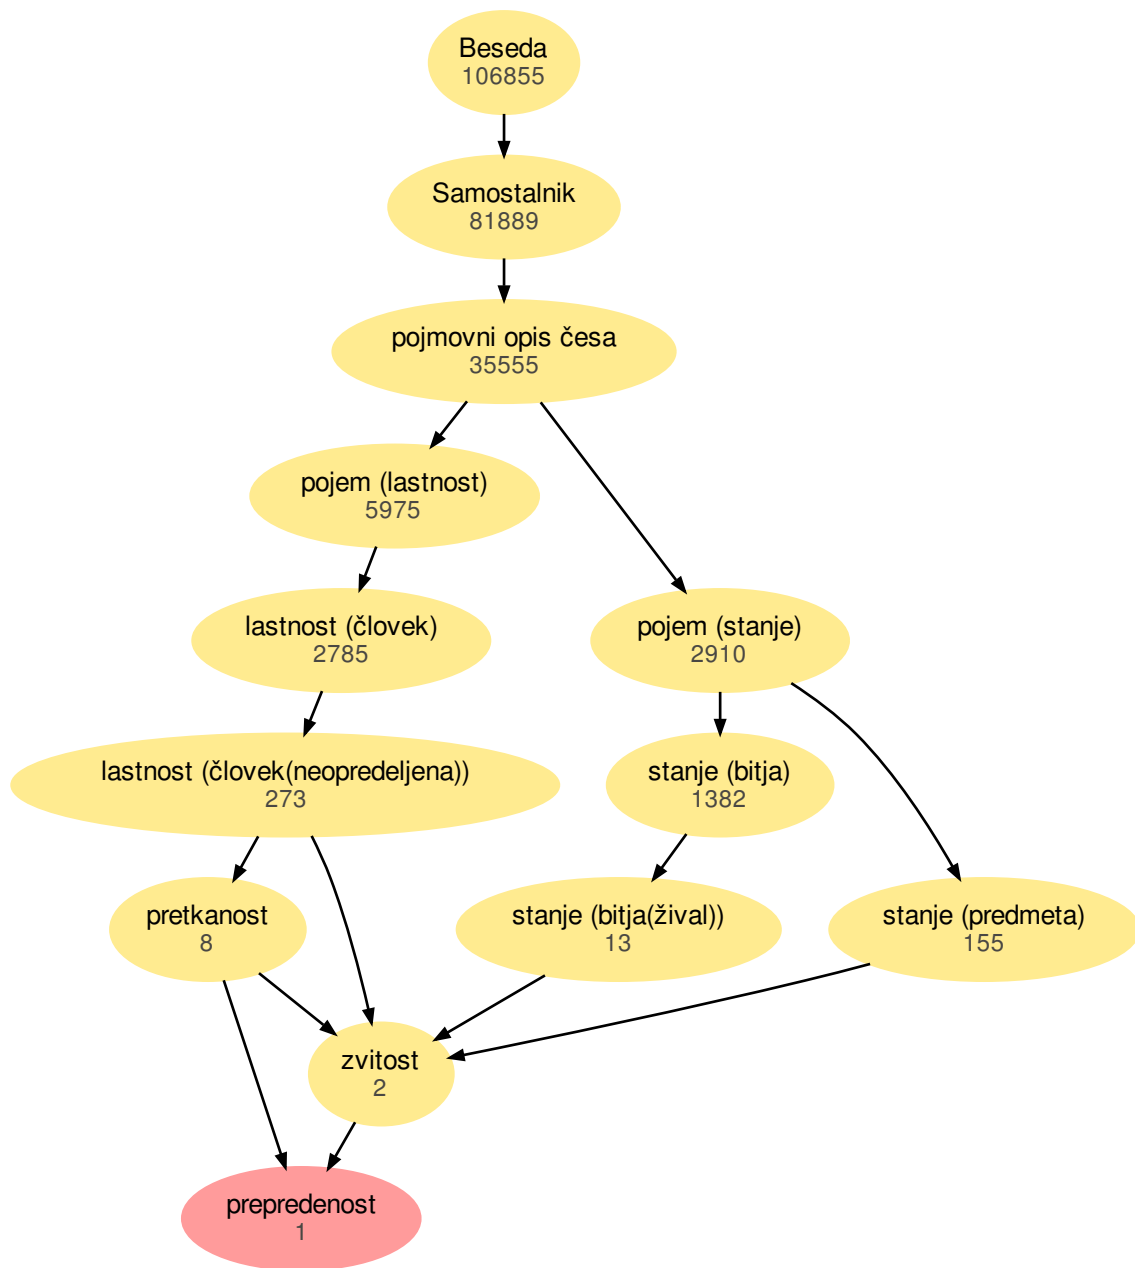 Beseda
106855
Samostalnik
81889
pojmovni opis česa
35555
pojem (lastnost)
5975
lastnost (človek)
2785
pojem (stanje)
2910
lastnost (človek(neopredeljena))
273
stanje (bitja)
1382
pretkanost
8
stanje (bitja(žival))
13
stanje (predmeta)
155
zvitost
2
prepredenost
1